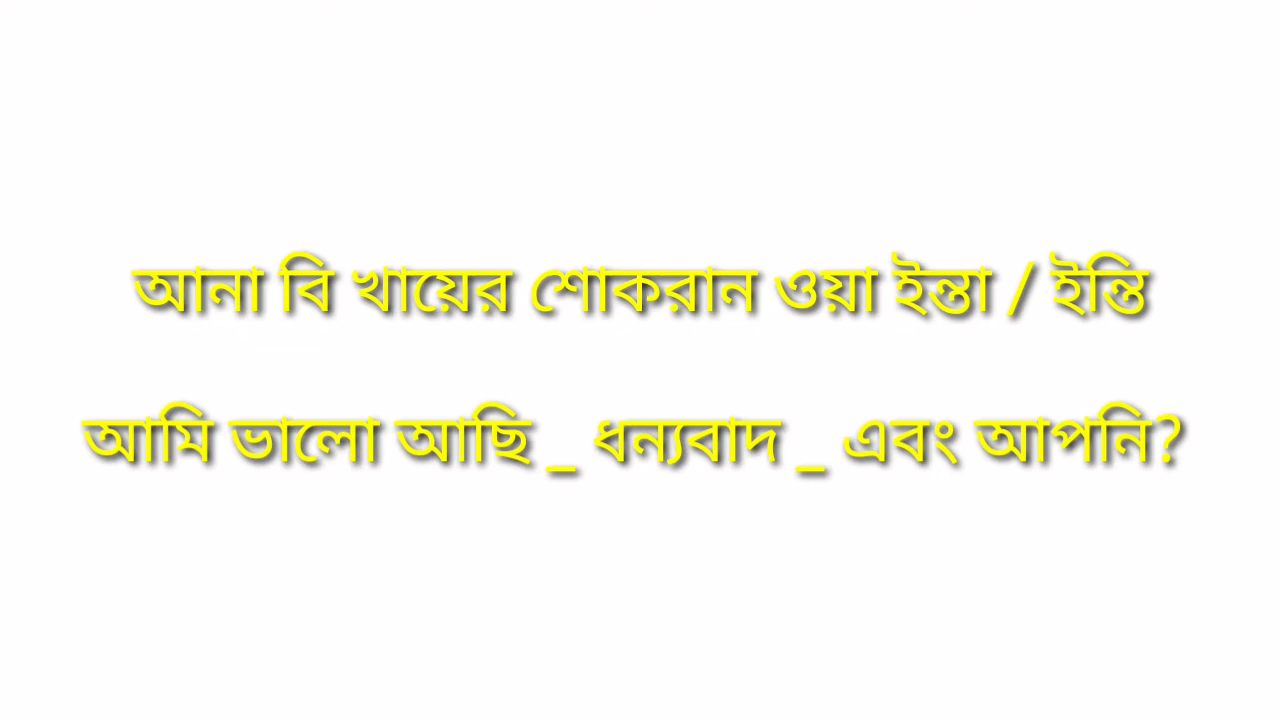 আনা বি খায়ের শোকরান ওয়া ইন্তা / ইন্তি
আমি ভালো আছি _ ধন্যবাদ _ এবং আপনি?